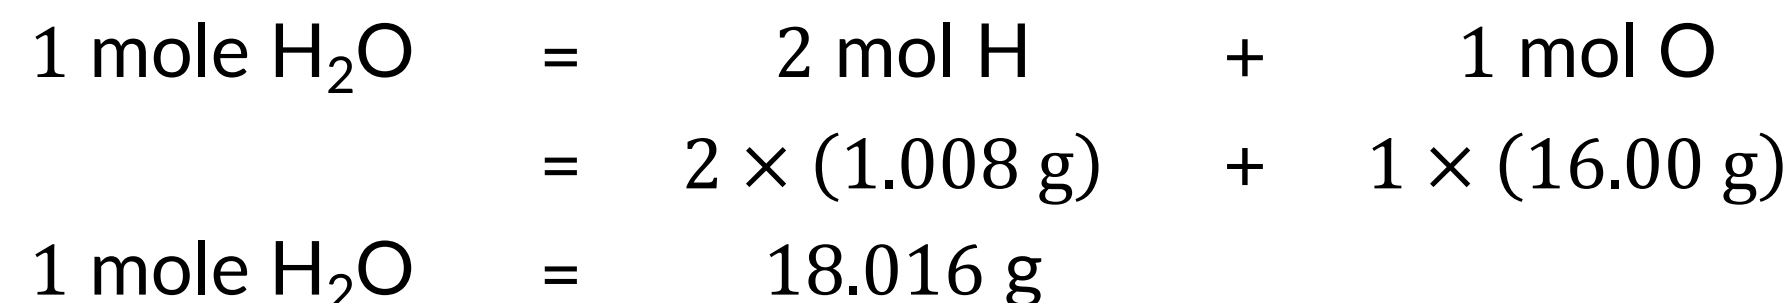 1 mole H₂O = 2 mol H + 1 mol O
= 2 × (1.008 g) + 1 × (16.00 g)
1 mole H₂O = 18.016 g